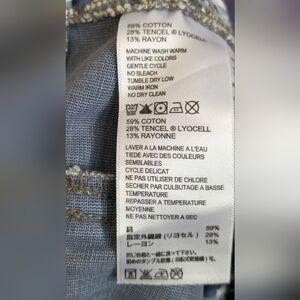 59% COTTON
28% TENCEL ® LYOCELL
13% RAYON
MACHINE WASH WARM
WITH LIKE COLORS
GENTLE CYCLE
NO BLEACH
TUMBLE DRY LOW
WARM IRON
NO DRY CLEAN
59% COTON
28% TENCEL ® LYOCELL
13% RAYONNE
LAVER A LA MACHINE A L'EAU
TIEDE AVEC DES COULEURS
SEMBLABLES
CYCLE DELICAT
NE PAS UTILISER DE CHLORE
SECHER PAR CULBUTAGE A BASSE
TEMPERATURE
REPASSER A TEMPERATURE
MOYENNE
NE PAS NETTOYER A SEC
綿 59%
指定外繊維 (リヨセル) 28%
レーヨン 13%